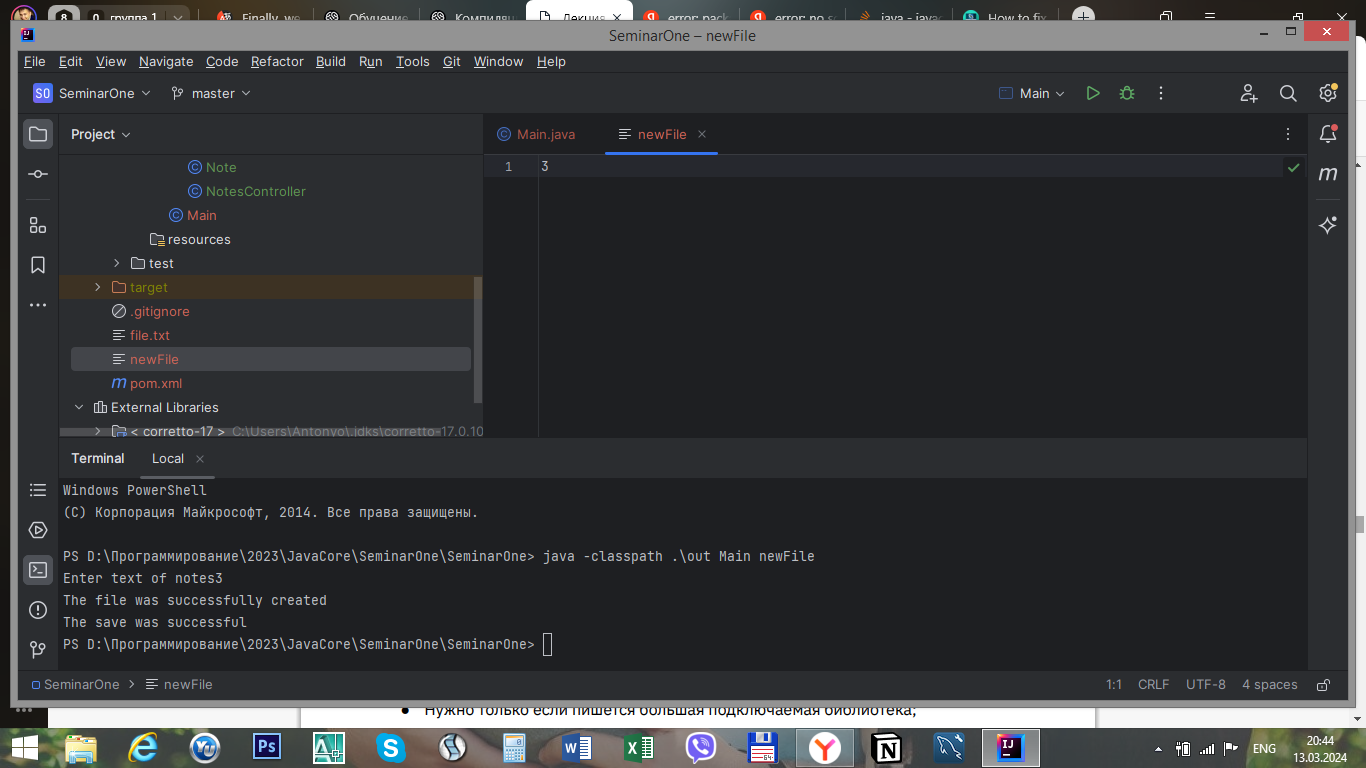 группа 1
Finally, we
Обучение
Компиляц
Лекция
error: pack
error: no so
java - javac
How to fix
SeminarOne – newFile
File Edit View Navigate Code Refactor Build Run Tools Git Window Help
SO SeminarOne master Main
Project
Main.java newFile
Note
NotesController
Main
resources
test
target
.gitignore
file.txt
newFile
pom.xml
External Libraries
< corretto-17 > C:\Users\Antonyo\.jdks\corretto-17.0.10
1 3
Terminal Local
Windows PowerShell
(C) Корпорация Майкрософт, 2014. Все права защищены.
PS D:\Программирование\2023\JavaCore\SeminarOne\SeminarOne> java -classpath .\out Main newFile
Enter text of notes3
The file was successfully created
The save was successful
PS D:\Программирование\2023\JavaCore\SeminarOne\SeminarOne>
SeminarOne newFile 1:1 CRLF UTF-8 4 spaces
Нужно только если пишется большая подключаемая библиотека;
ENG 20:44
13.03.2024